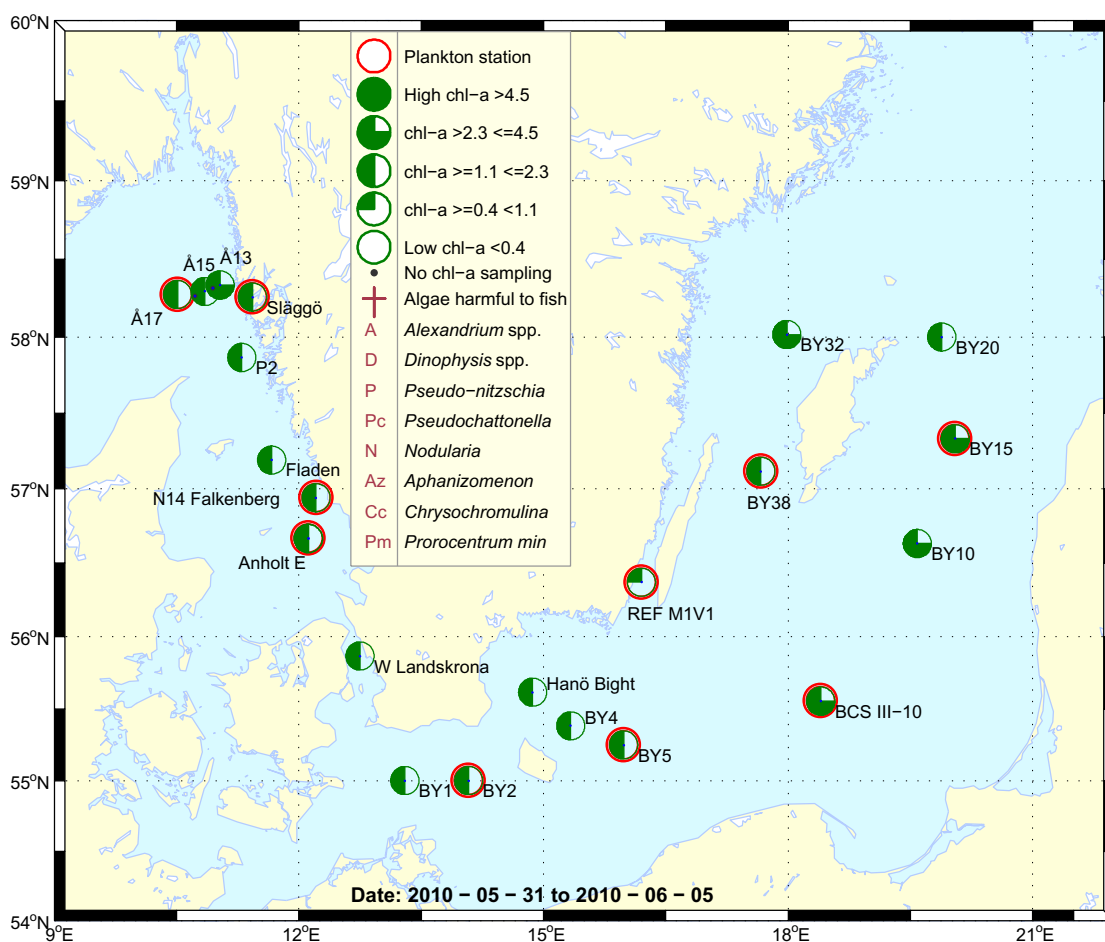 60°N
59°N
58°N
57°N
56°N
55°N
54°N
9°E
12°E
15°E
18°E
21°E
Plankton station
High chl−a >4.5
chl−a >2.3 <=4.5
chl−a >=1.1 <=2.3
chl−a >=0.4 <1.1
Low chl−a <0.4
No chl−a sampling
Algae harmful to fish
A Alexandrium spp.
D Dinophysis spp.
P Pseudo−nitzschia
Pc Pseudochattonella
N Nodularia
Az Aphanizomenon
Cc Chrysochromulina
Pm Prorocentrum min
Å13
Å15
Å17
Släggö
P2
Fladen
N14 Falkenberg
Anholt E
W Landskrona
Hanö Bight
BY4
BY5
BY1
BY2
REF M1V1
BY38
BY32
BY20
BY15
BY10
BCS III−10
Date: 2010 − 05 − 31 to 2010 − 06 − 05